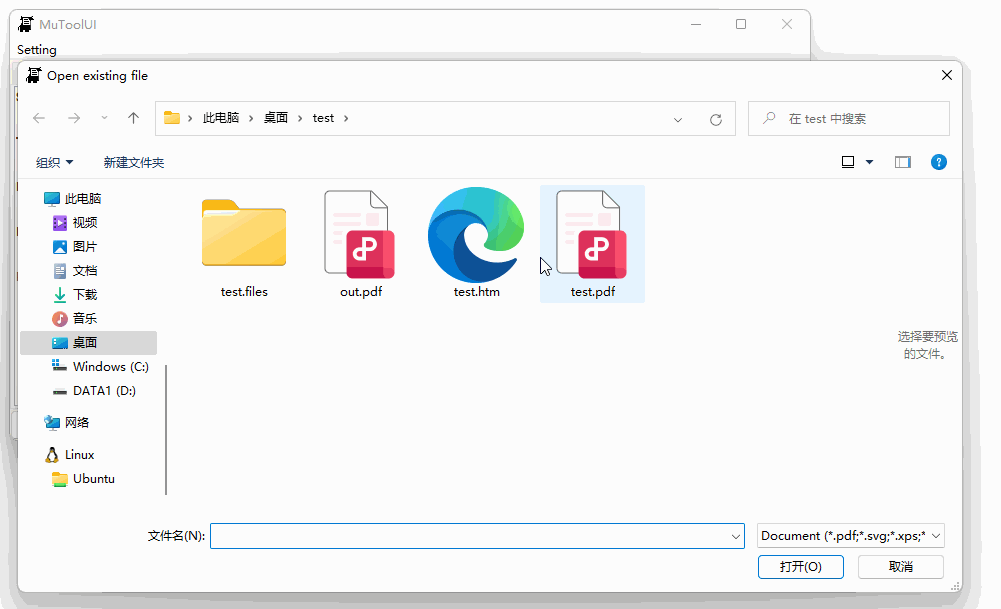 MuToolUI
Setting
Open existing file
此电脑 桌面 test
在 test 中搜索
组织 新建文件夹
此电脑
视频
图片
文档
下载
音乐
桌面
Windows (C:)
DATA1 (D:)
网络
Linux
Ubuntu
test.files out.pdf test.htm test.pdf
选择要预览
的文件。
文件名(N): Document (*.pdf;*.svg;*.xps;*
打开(O) 取消